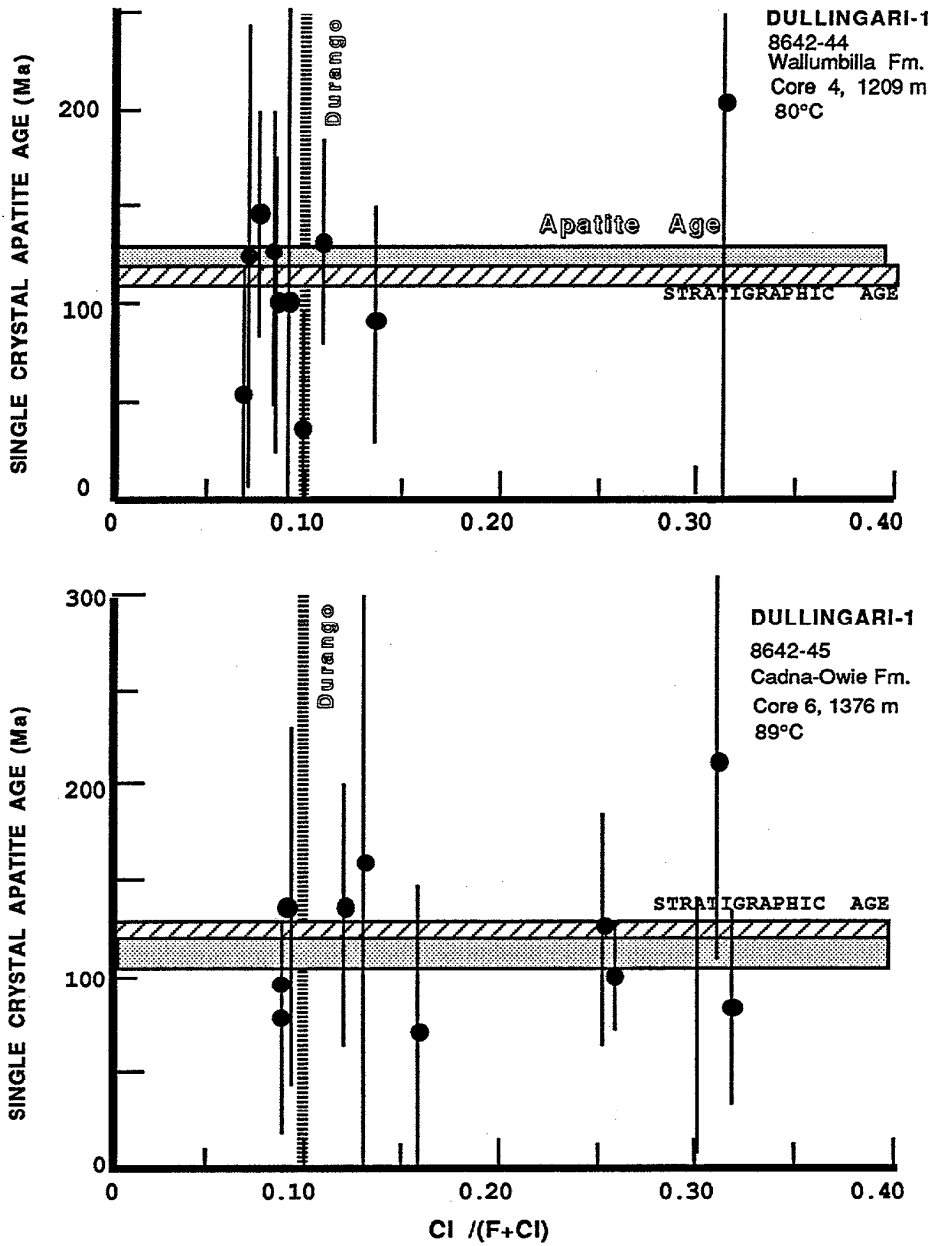 DULLINGARI-1
8642-44
Wallumbilla Fm.
Core 4, 1209 m
80°C
SINGLE CRYSTAL APATITE AGE (Ma)
200
100
0
Durango
Apatite Age
STRATIGRAPHIC AGE
0 0.10 0.20 0.30 0.40
DULLINGARI-1
8642-45
Cadna-Owie Fm.
Core 6, 1376 m
89°C
SINGLE CRYSTAL APATITE AGE (Ma)
300
200
100
0
Durango
STRATIGRAPHIC AGE
0 0.10 0.20 0.30 0.40
Cl /(F+Cl)